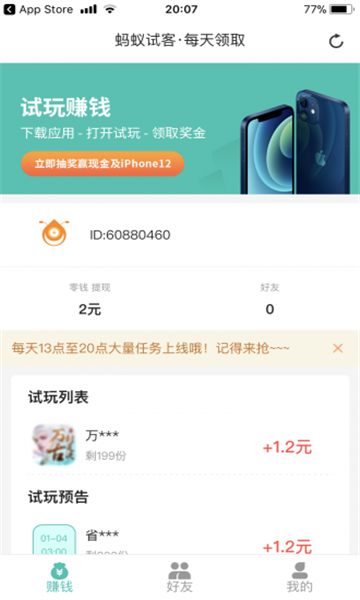 App Store
20:07
77%
蚂蚁试客·每天领取
试玩赚钱
下载应用 - 打开试玩 - 领取奖金
立即抽奖赢现金及iPhone12
ID:60880460
零钱 提现
好友
2元
0
每天13点至20点大量任务上线哦！记得来抢~~~
试玩列表
万***
剩199份
+1.2元
试玩预告
01-04
03:00
省***
+1.2元
赚钱
好友
我的